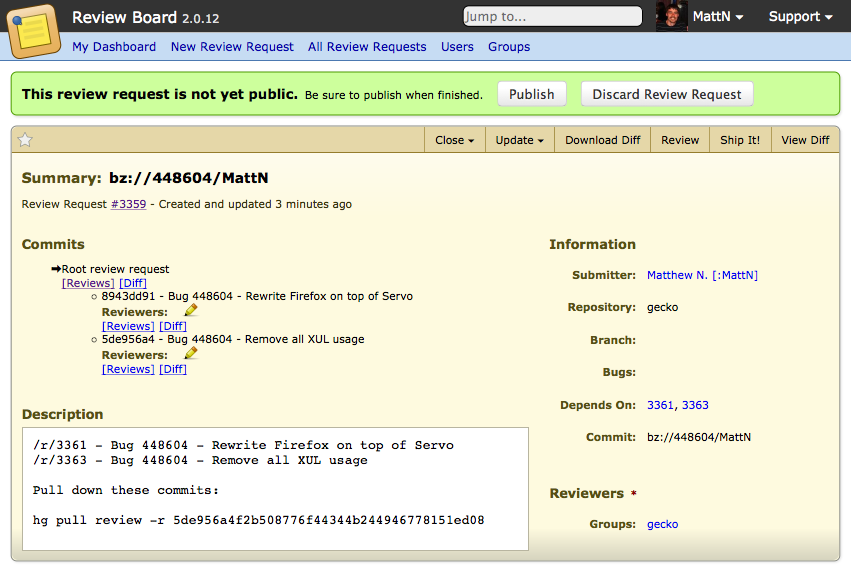 Review Board 2.0.12
Jump to...
MattN
Support
My Dashboard New Review Request All Review Requests Users Groups
This review request is not yet public. Be sure to publish when finished. Publish Discard Review Request
Close Update Download Diff Review Ship It! View Diff
Summary: bz://448604/MattN
Review Request #3359 - Created and updated 3 minutes ago
Commits
Root review request
[Reviews] [Diff]
8943dd91 - Bug 448604 - Rewrite Firefox on top of Servo
Reviewers:
[Reviews] [Diff]
5de956a4 - Bug 448604 - Remove all XUL usage
Reviewers:
[Reviews] [Diff]
Description
/r/3361 - Bug 448604 - Rewrite Firefox on top of Servo
/r/3363 - Bug 448604 - Remove all XUL usage
Pull down these commits:
hg pull review -r 5de956a4f2b508776f44344b244946778151ed08
Information
Submitter: Matthew N. [:MattN]
Repository: gecko
Branch:
Bugs:
Depends On: 3361, 3363
Commit: bz://448604/MattN
Reviewers *
Groups: gecko